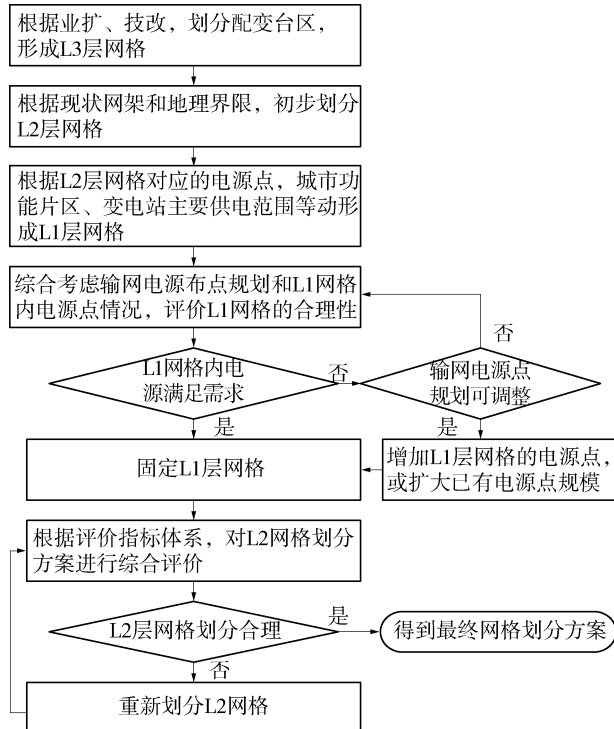 根据业扩、技改，划分配变台区，
形成L3层网格
根据现状网架和地理界限，初步划分
L2层网格
根据L2层网格对应的电源点，城市功
能片区、变电站主要供电范围等动形
成L1层网格
综合考虑输网电源布点规划和L1网格
内电源点情况，评价L1网格的合理性
否
L1网格内电
源满足需求
否
输网电源点
规划可调整
是
是
固定L1层网格
增加L1层网格的电源点，
或扩大已有电源点规模
根据评价指标体系，对L2网格划分
方案进行综合评价
L2层网格划分合理
是
得到最终网格划分方案
否
重新划分L2网格